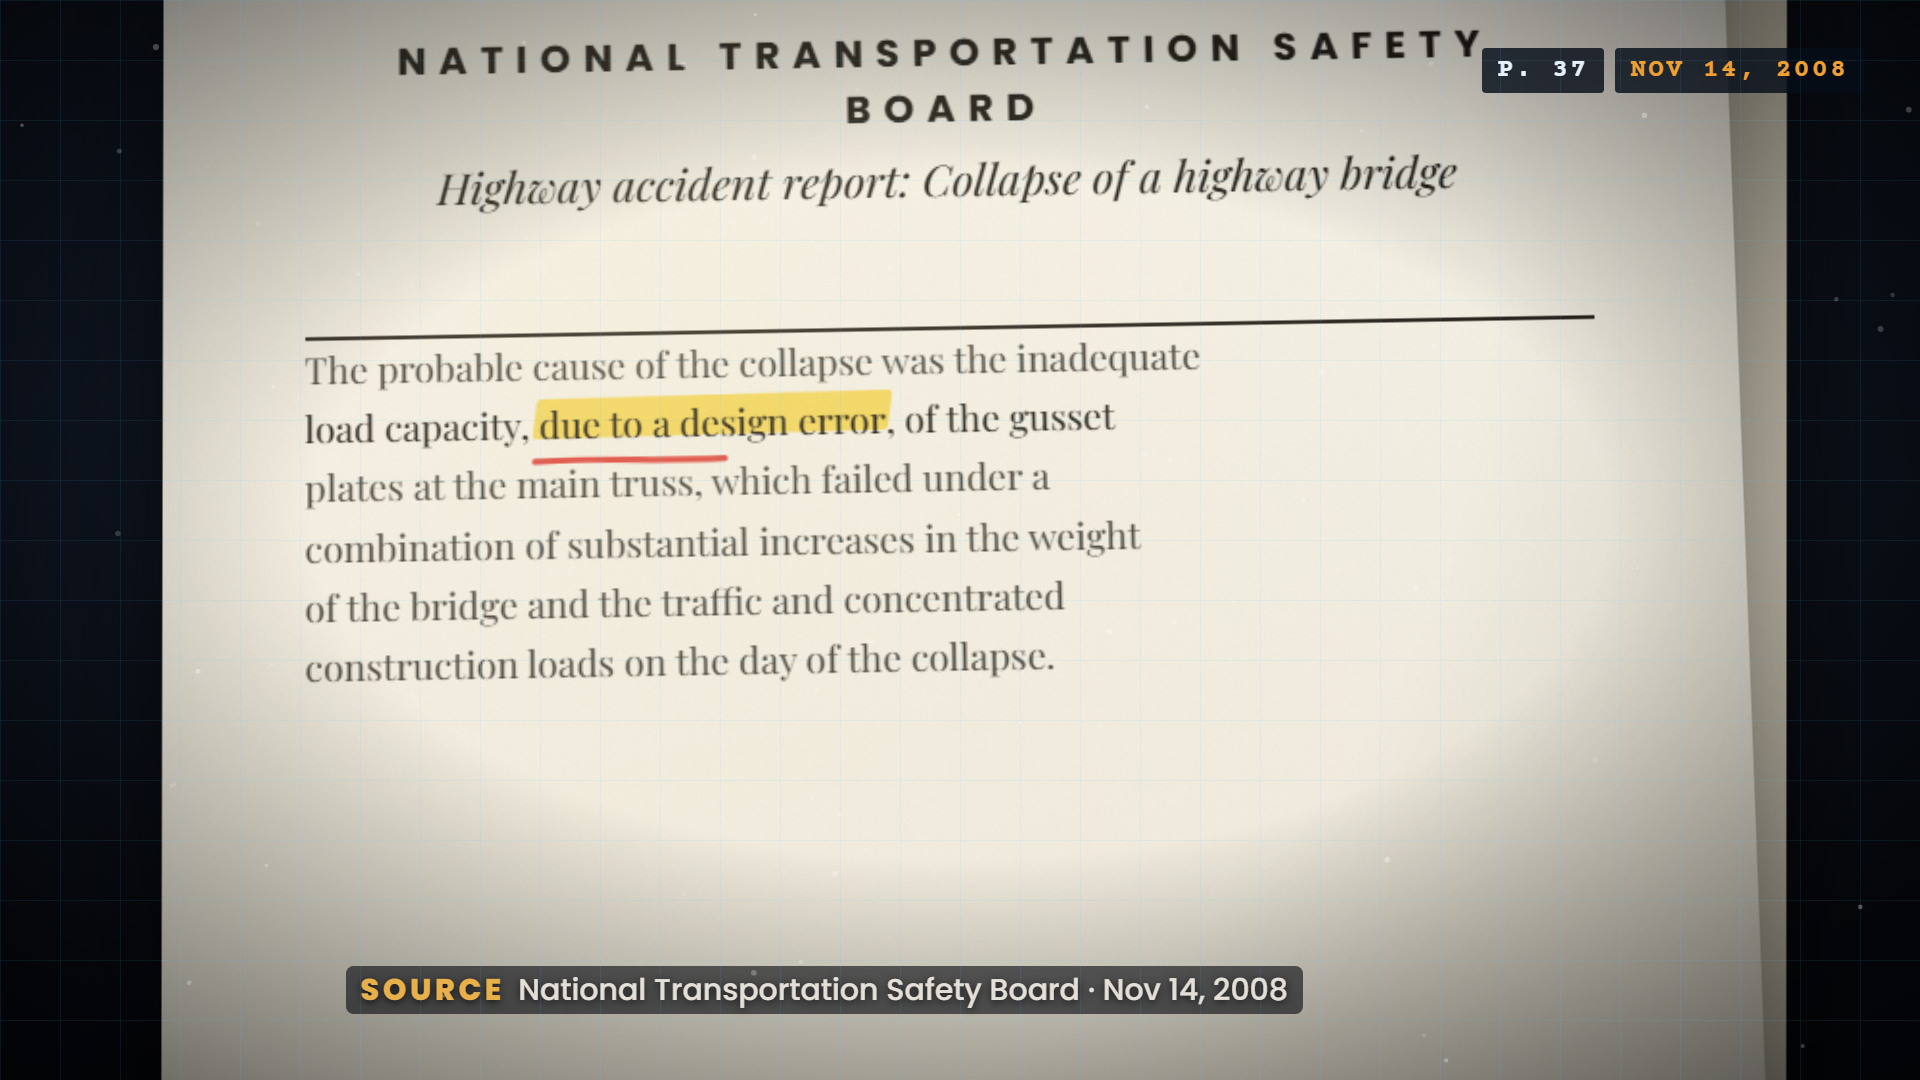 NATIONAL TRANSPORTATION SAFETY
BOARD
P. 37
NOV 14, 2008
Highway accident report: Collapse of a highway bridge
The probable cause of the collapse was the inadequate
load capacity, due to a design error, of the gusset
plates at the main truss, which failed under a
combination of substantial increases in the weight
of the bridge and the traffic and concentrated
construction loads on the day of the collapse.
SOURCE National Transportation Safety Board · Nov 14, 2008